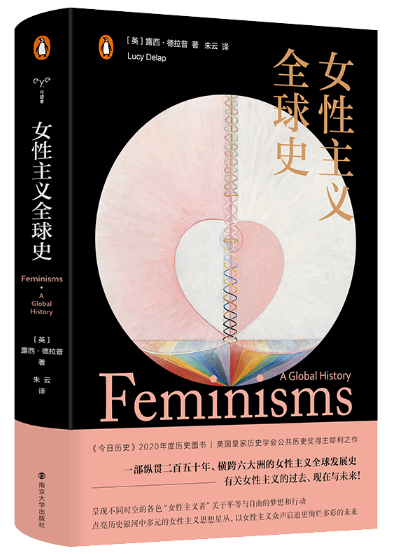 [英] 露西·德拉普 著 朱云 译
Lucy Delap
女性主义
全球史
A Global History
Feminisms
《今日历史》2020年度历史图书 | 英国皇家历史学会公共历史奖得主犀利之作
一部纵贯二百五十年、横跨六大洲的女性主义全球发展史
有关女性主义的过去、现在与未来!
呈现不同时空的各色“女性主义者”关于平等与自由的梦想和行动
点亮历史银河中多元的女性主义思想星丛,以女性主义众声启迪更绚烂多彩的未来
守望者
女性主义全球史
Feminisms
A
Global
History
[英]
露西·德拉普
著
朱云
译
南京大学出版社